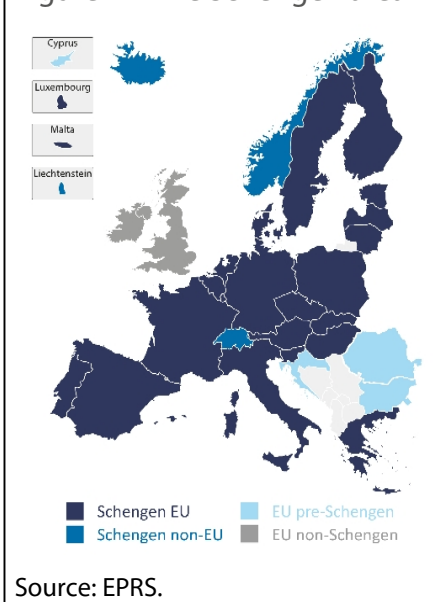 Cyprus
Luxembourg
Malta
Liechtenstein
Schengen EU
EU pre-Schengen
Schengen non-EU
EU non-Schengen
Source: EPRS.